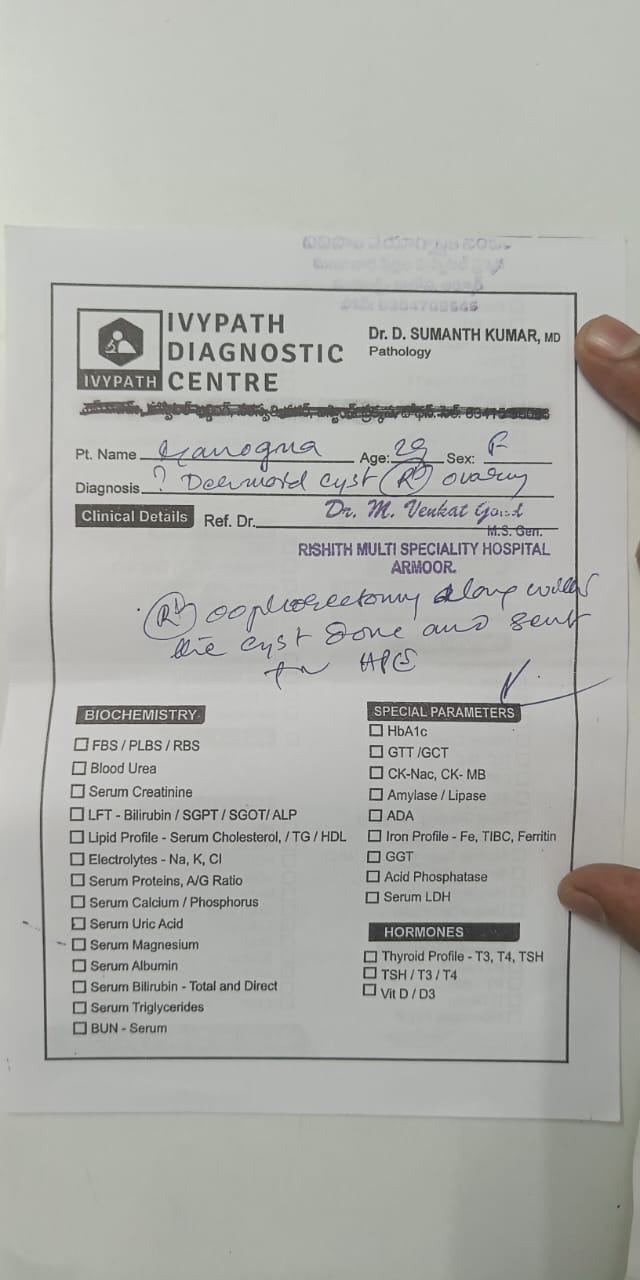 IVYPATH
DIAGNOSTIC
CENTRE
IVYPATH
Dr. D. SUMANTH KUMAR, MD
Pathology
Pt. Name Age: 29 Sex: F
Diagnosis ? Dermoid cyst (Rt) ovary
Clinical Details Ref. Dr. Dr. M. Venkat Goud
M.S. Gen.
RISHITH MULTI SPECIALITY HOSPITAL
ARMOOR.
(Rt) oophorectomy along with
the cyst done and sent
for HPE
BIOCHEMISTRY
FBS / PLBS / RBS
Blood Urea
Serum Creatinine
LFT - Bilirubin / SGPT / SGOT/ ALP
Lipid Profile - Serum Cholesterol, / TG / HDL
Electrolytes - Na, K, Cl
Serum Proteins, A/G Ratio
Serum Calcium / Phosphorus
Serum Uric Acid
Serum Magnesium
Serum Albumin
Serum Bilirubin - Total and Direct
Serum Triglycerides
BUN - Serum
SPECIAL PARAMETERS
HbA1c
GTT /GCT
CK-Nac, CK- MB
Amylase / Lipase
ADA
Iron Profile - Fe, TIBC, Ferritin
GGT
Acid Phosphatase
Serum LDH
HORMONES
Thyroid Profile - T3, T4, TSH
TSH / T3 / T4
Vit D / D3